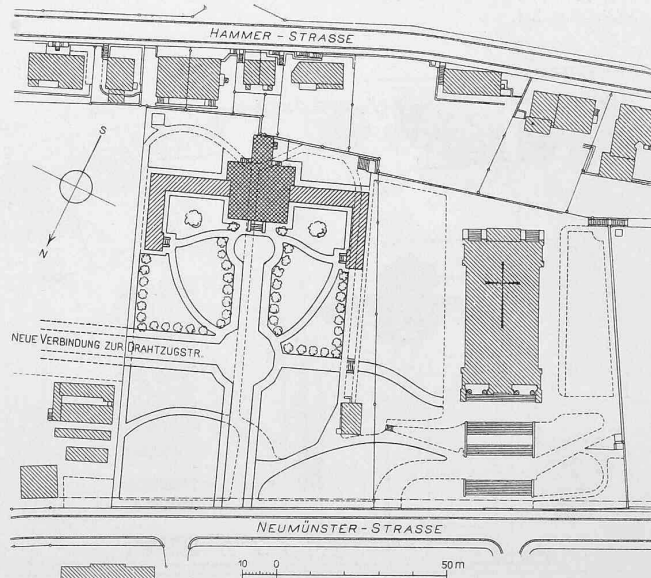 HAMMER - STRASSE
S
N
NEUE VERBINDUNG ZUR DRAHTZUGSTR.
NEUMÜNSTER - STRASSE
10 0 50 m